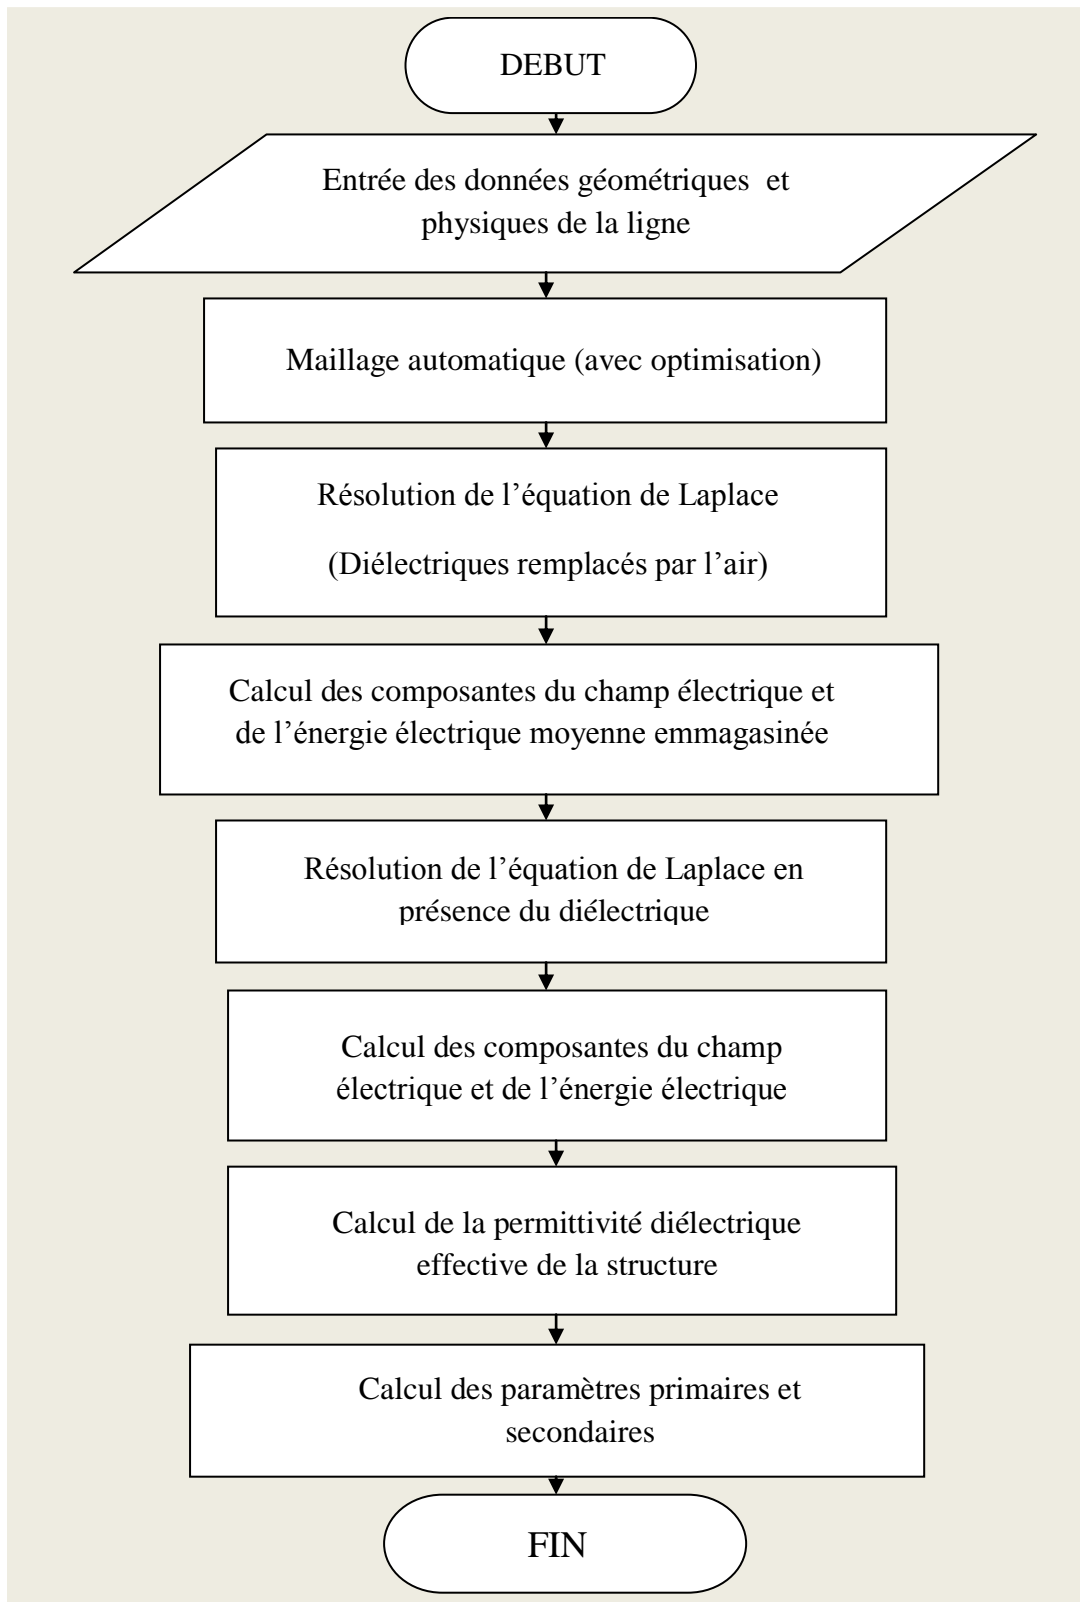 DEBUT
Entrée des données géométriques et
physiques de la ligne
Maillage automatique (avec optimisation)
Résolution de l’équation de Laplace
(Diélectriques remplacés par l’air)
Calcul des composantes du champ électrique et
de l’énergie électrique moyenne emmagasinée
Résolution de l’équation de Laplace en
présence du diélectrique
Calcul des composantes du champ
électrique et de l’énergie électrique
Calcul de la permittivité diélectrique
effective de la structure
Calcul des paramètres primaires et
secondaires
FIN